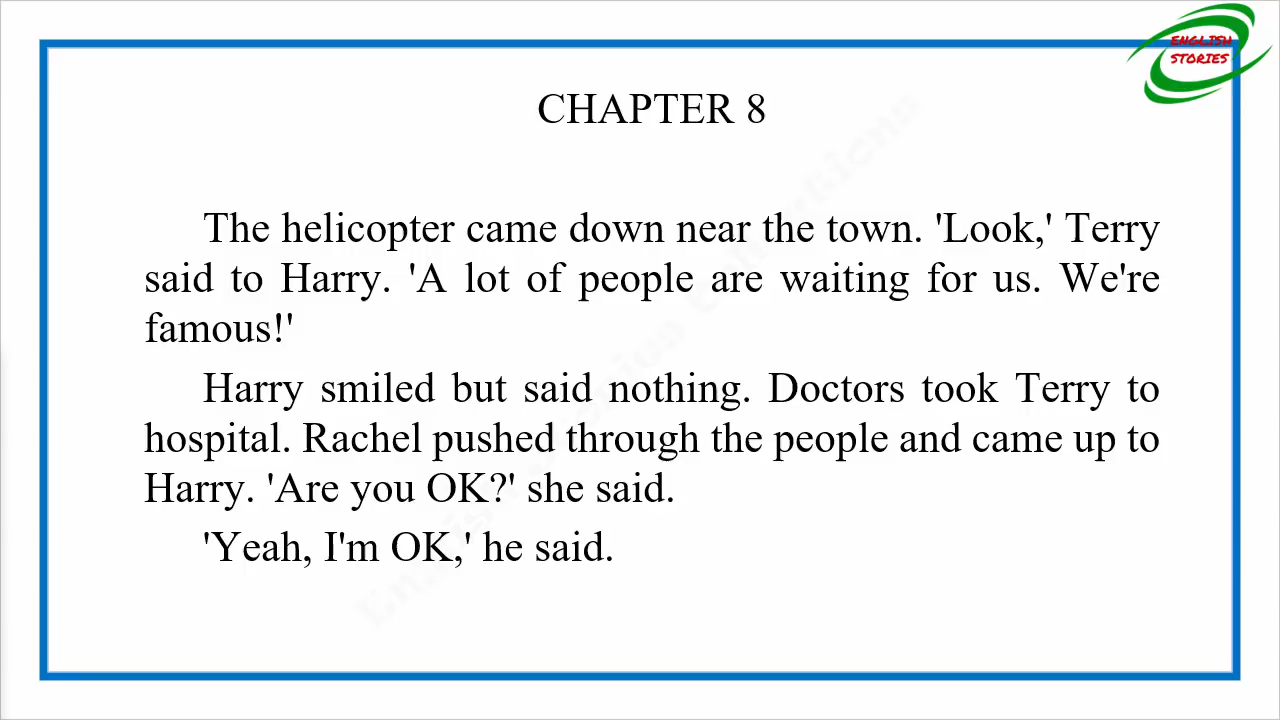 ENGLISH
STORIES
CHAPTER 8
The helicopter came down near the town. 'Look,' Terry
said to Harry. 'A lot of people are waiting for us. We're
famous!'
Harry smiled but said nothing. Doctors took Terry to
hospital. Rachel pushed through the people and came up to
Harry. 'Are you OK?' she said.
'Yeah, I'm OK,' he said.